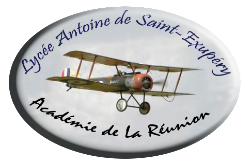 Lycée Antoine de Saint-Exupéry
Académie de La Réunion